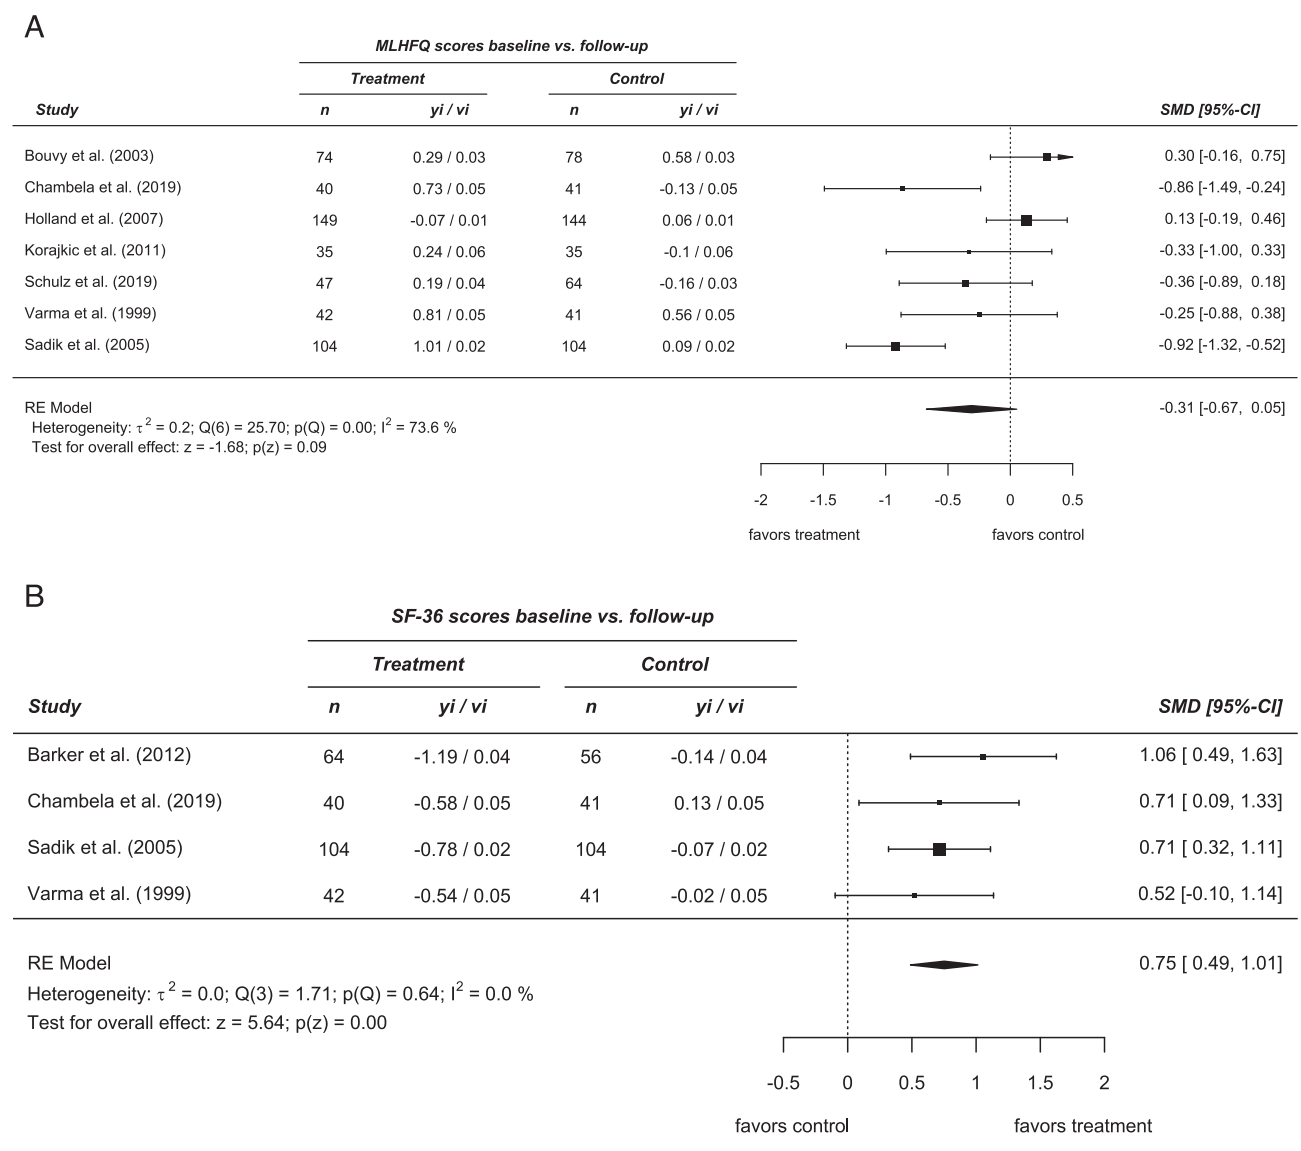 A
MLHFQ scores baseline vs. follow-up
Treatment Control
Study n yi / vi n yi / vi SMD [95%-CI]
Bouvy et al. (2003) 74 0.29 / 0.03 78 0.58 / 0.03 0.30 [-0.16, 0.75]
Chambela et al. (2019) 40 0.73 / 0.05 41 -0.13 / 0.05 -0.86 [-1.49, -0.24]
Holland et al. (2007) 149 -0.07 / 0.01 144 0.06 / 0.01 0.13 [-0.19, 0.46]
Korajkic et al. (2011) 35 0.24 / 0.06 35 -0.1 / 0.06 -0.33 [-1.00, 0.33]
Schulz et al. (2019) 47 0.19 / 0.04 64 -0.16 / 0.03 -0.36 [-0.89, 0.18]
Varma et al. (1999) 42 0.81 / 0.05 41 0.56 / 0.05 -0.25 [-0.88, 0.38]
Sadik et al. (2005) 104 1.01 / 0.02 104 0.09 / 0.02 -0.92 [-1.32, -0.52]
RE Model -0.31 [-0.67, 0.05]
Heterogeneity: τ² = 0.2; Q(6) = 25.70; p(Q) = 0.00; I² = 73.6 %
Test for overall effect: z = -1.68; p(z) = 0.09
-2 -1.5 -1 -0.5 0 0.5
favors treatment favors control
B
SF-36 scores baseline vs. follow-up
Treatment Control
Study n yi / vi n yi / vi SMD [95%-CI]
Barker et al. (2012) 64 -1.19 / 0.04 56 -0.14 / 0.04 1.06 [ 0.49, 1.63]
Chambela et al. (2019) 40 -0.58 / 0.05 41 0.13 / 0.05 0.71 [ 0.09, 1.33]
Sadik et al. (2005) 104 -0.78 / 0.02 104 -0.07 / 0.02 0.71 [ 0.32, 1.11]
Varma et al. (1999) 42 -0.54 / 0.05 41 -0.02 / 0.05 0.52 [-0.10, 1.14]
RE Model 0.75 [ 0.49, 1.01]
Heterogeneity: τ² = 0.0; Q(3) = 1.71; p(Q) = 0.64; I² = 0.0 %
Test for overall effect: z = 5.64; p(z) = 0.00
-0.5 0 0.5 1 1.5 2
favors control favors treatment